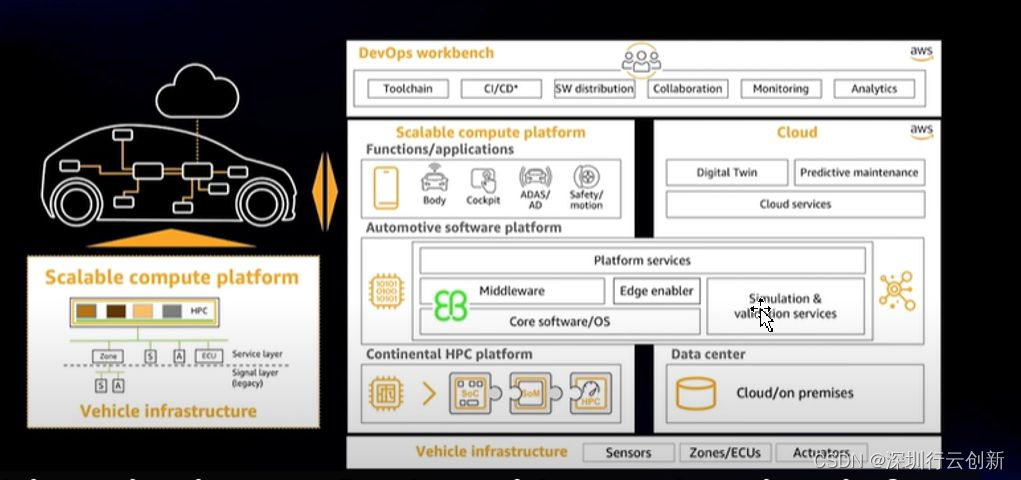 DevOps workbench
aws
Toolchain
CI/CD*
SW distribution
Collaboration
Monitoring
Analytics
Scalable compute platform
Functions/applications
Body
Cockpit
ADAS/
AD
Safety/
motion
Cloud
aws
Digital Twin
Predictive maintenance
Cloud services
Automotive software platform
Platform services
EB
Middleware
Edge enabler
Core software/OS
Simulation &
validation services
10101
0100
10101
Continental HPC platform
SoC
SoM
HPC
Data center
Cloud/on premises
Vehicle infrastructure
Sensors
Zones/ECUs
Actuators
Scalable compute platform
HPC
Zone
S
A
ECU
Service layer
Signal layer
(legacy)
S
A
Vehicle infrastructure
CSDN @深圳行云创新